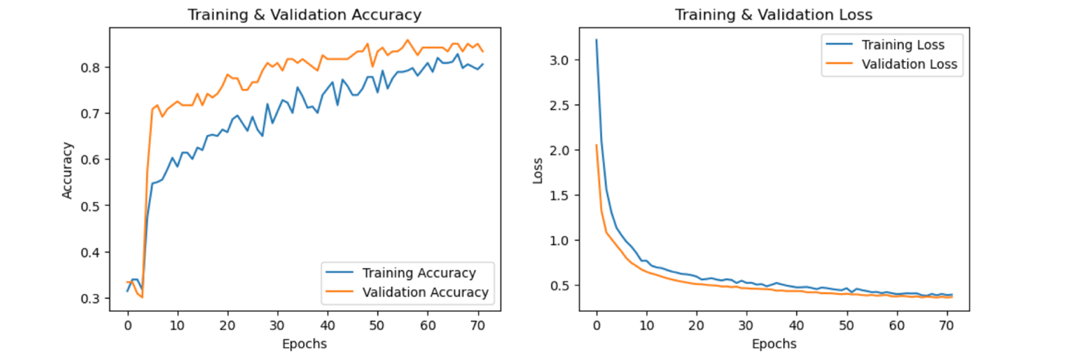 Training & Validation Accuracy
Accuracy
0.8
0.7
0.6
0.5
0.4
0.3
Training Accuracy
Validation Accuracy
0 10 20 30 40 50 60 70
Epochs
Training & Validation Loss
Loss
3.0
2.5
2.0
1.5
1.0
0.5
Training Loss
Validation Loss
0 10 20 30 40 50 60 70
Epochs